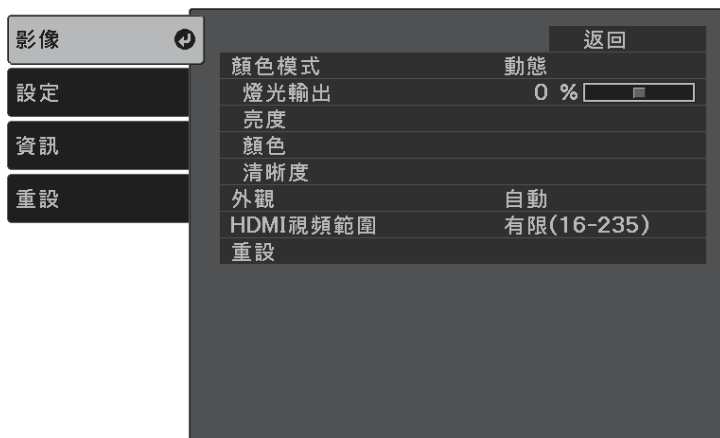 影像
設定
資訊
重設
返回
顏色模式 動態
燈光輸出 0 %
亮度
顏色
清晰度
外觀 自動
HDMI視頻範圍 有限(16-235)
重設